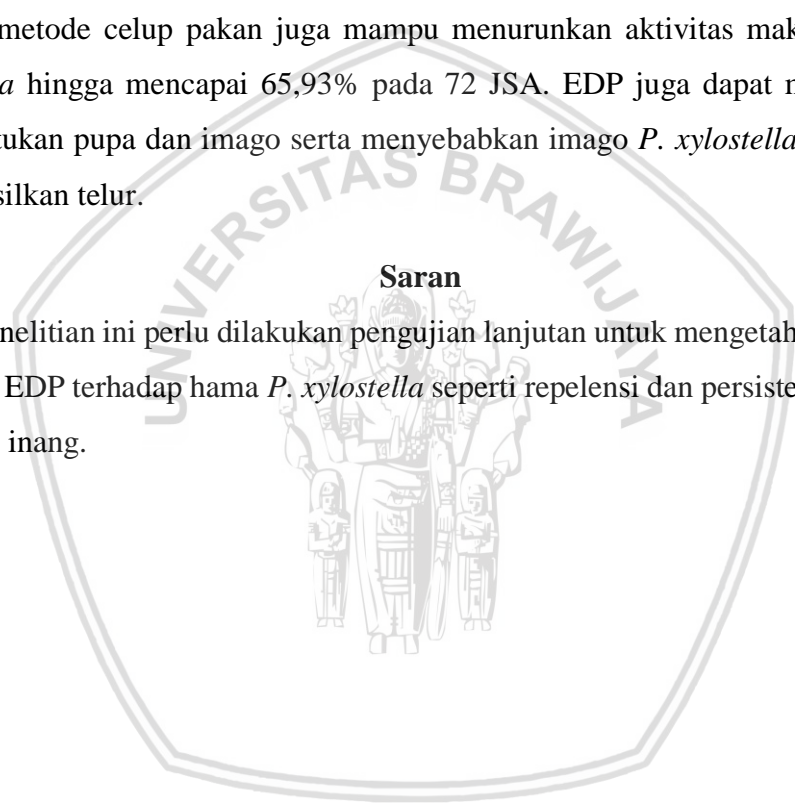 metode celup pakan juga mampu menurunkan aktivitas mak
a hingga mencapai 65,93% pada 72 JSA. EDP juga dapat m
tukan pupa dan imago serta menyebabkan imago P. xylostella
silkan telur.
UNIVERSITAS BRAWIJAYA
Saran
nelitian ini perlu dilakukan pengujian lanjutan untuk mengetah
EDP terhadap hama P. xylostella seperti repelensi dan persiste
inang.